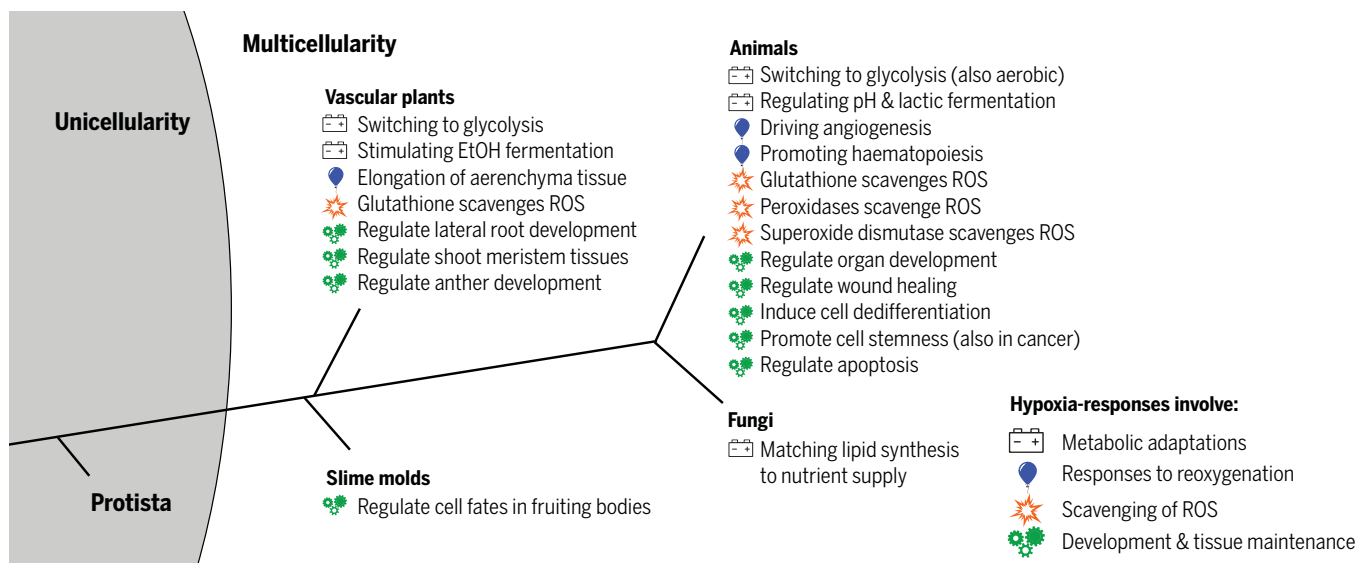 Multicellularity
Unicellularity
Protista
Vascular plants
Switching to glycolysis
Stimulating EtOH fermentation
Elongation of aerenchyma tissue
Glutathione scavenges ROS
Regulate lateral root development
Regulate shoot meristem tissues
Regulate anther development
Slime molds
Regulate cell fates in fruiting bodies
Animals
Switching to glycolysis (also aerobic)
Regulating pH & lactic fermentation
Driving angiogenesis
Promoting haematopoiesis
Glutathione scavenges ROS
Peroxidases scavenge ROS
Superoxide dismutase scavenges ROS
Regulate organ development
Regulate wound healing
Induce cell dedifferentiation
Promote cell stemness (also in cancer)
Regulate apoptosis
Fungi
Matching lipid synthesis
to nutrient supply
Hypoxia-responses involve:
Metabolic adaptations
Responses to reoxygenation
Scavenging of ROS
Development & tissue maintenance